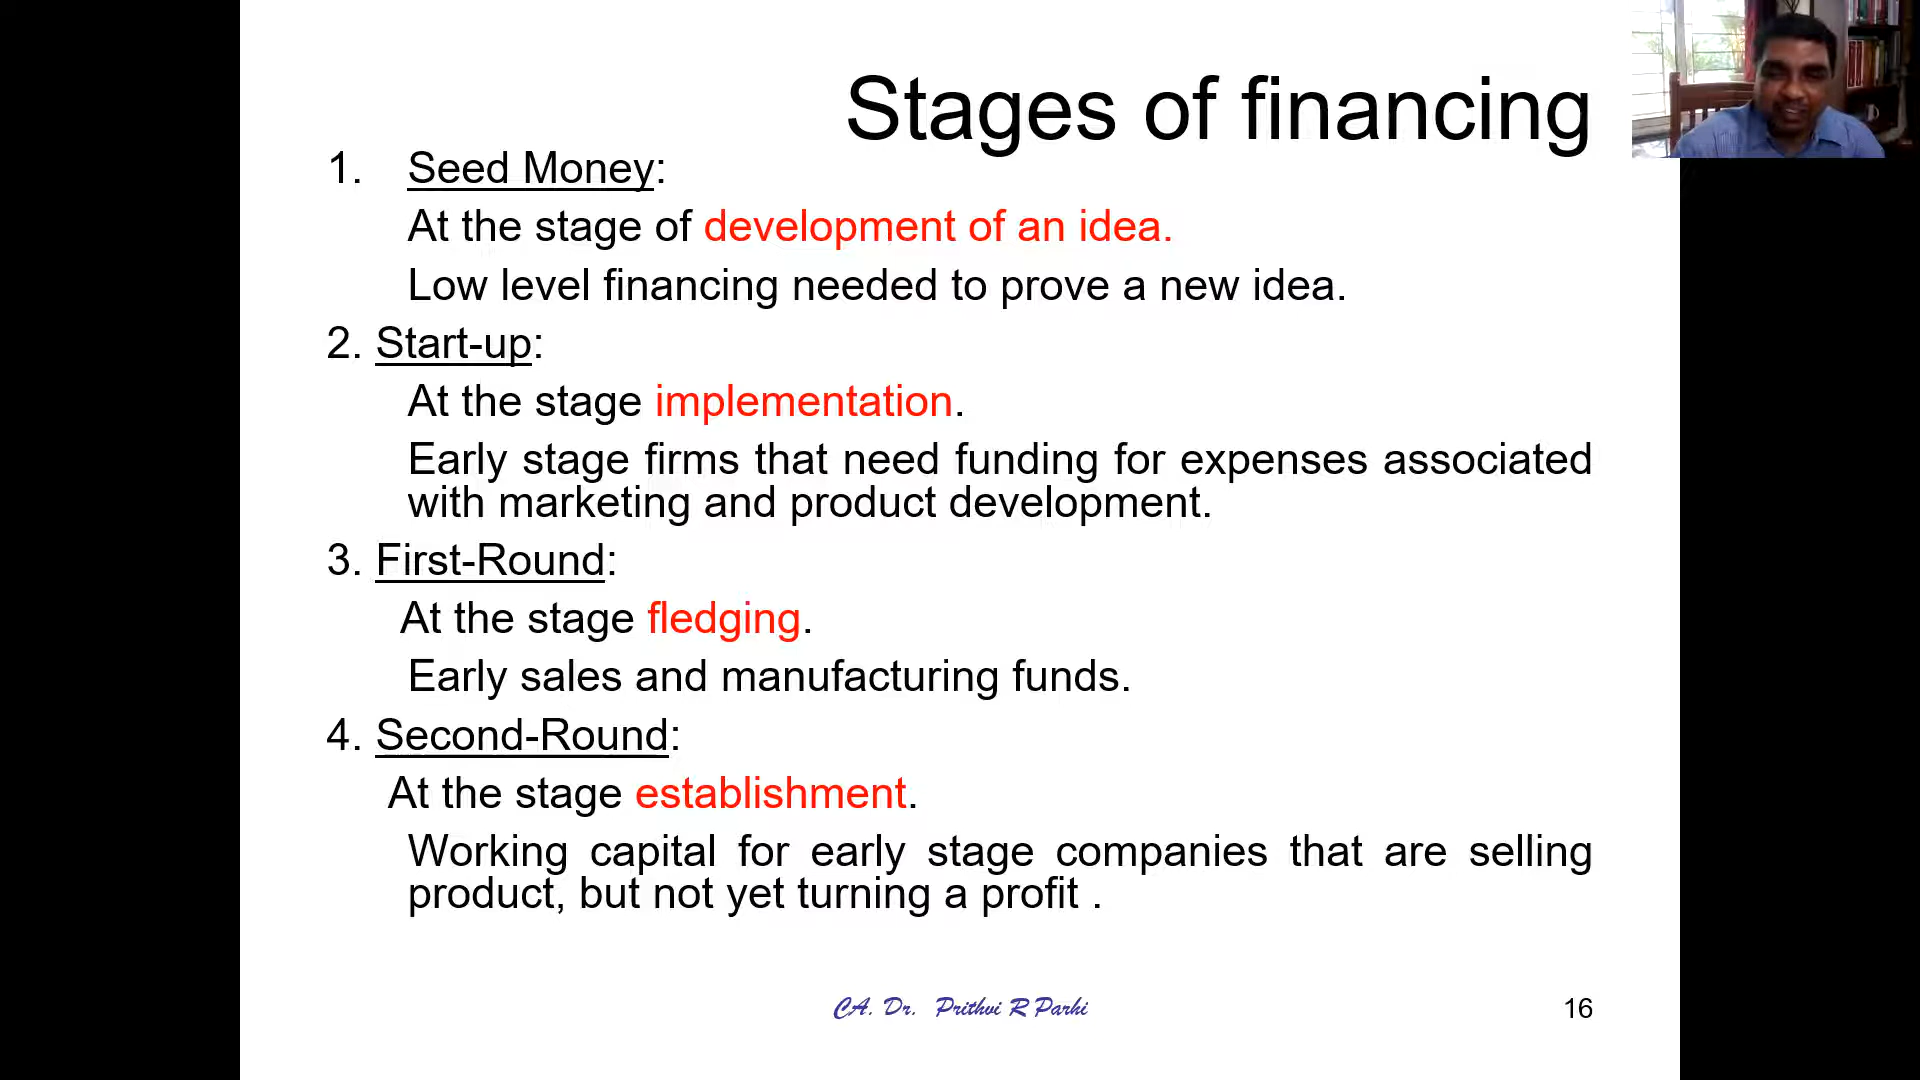 Stages of financing
1. Seed Money:
At the stage of development of an idea.
Low level financing needed to prove a new idea.
2. Start-up:
At the stage implementation.
Early stage firms that need funding for expenses associated
with marketing and product development.
3. First-Round:
At the stage fledging.
Early sales and manufacturing funds.
4. Second-Round:
At the stage establishment.
Working capital for early stage companies that are selling
product, but not yet turning a profit .
CA. Dr. Prithvi R Parhi
16